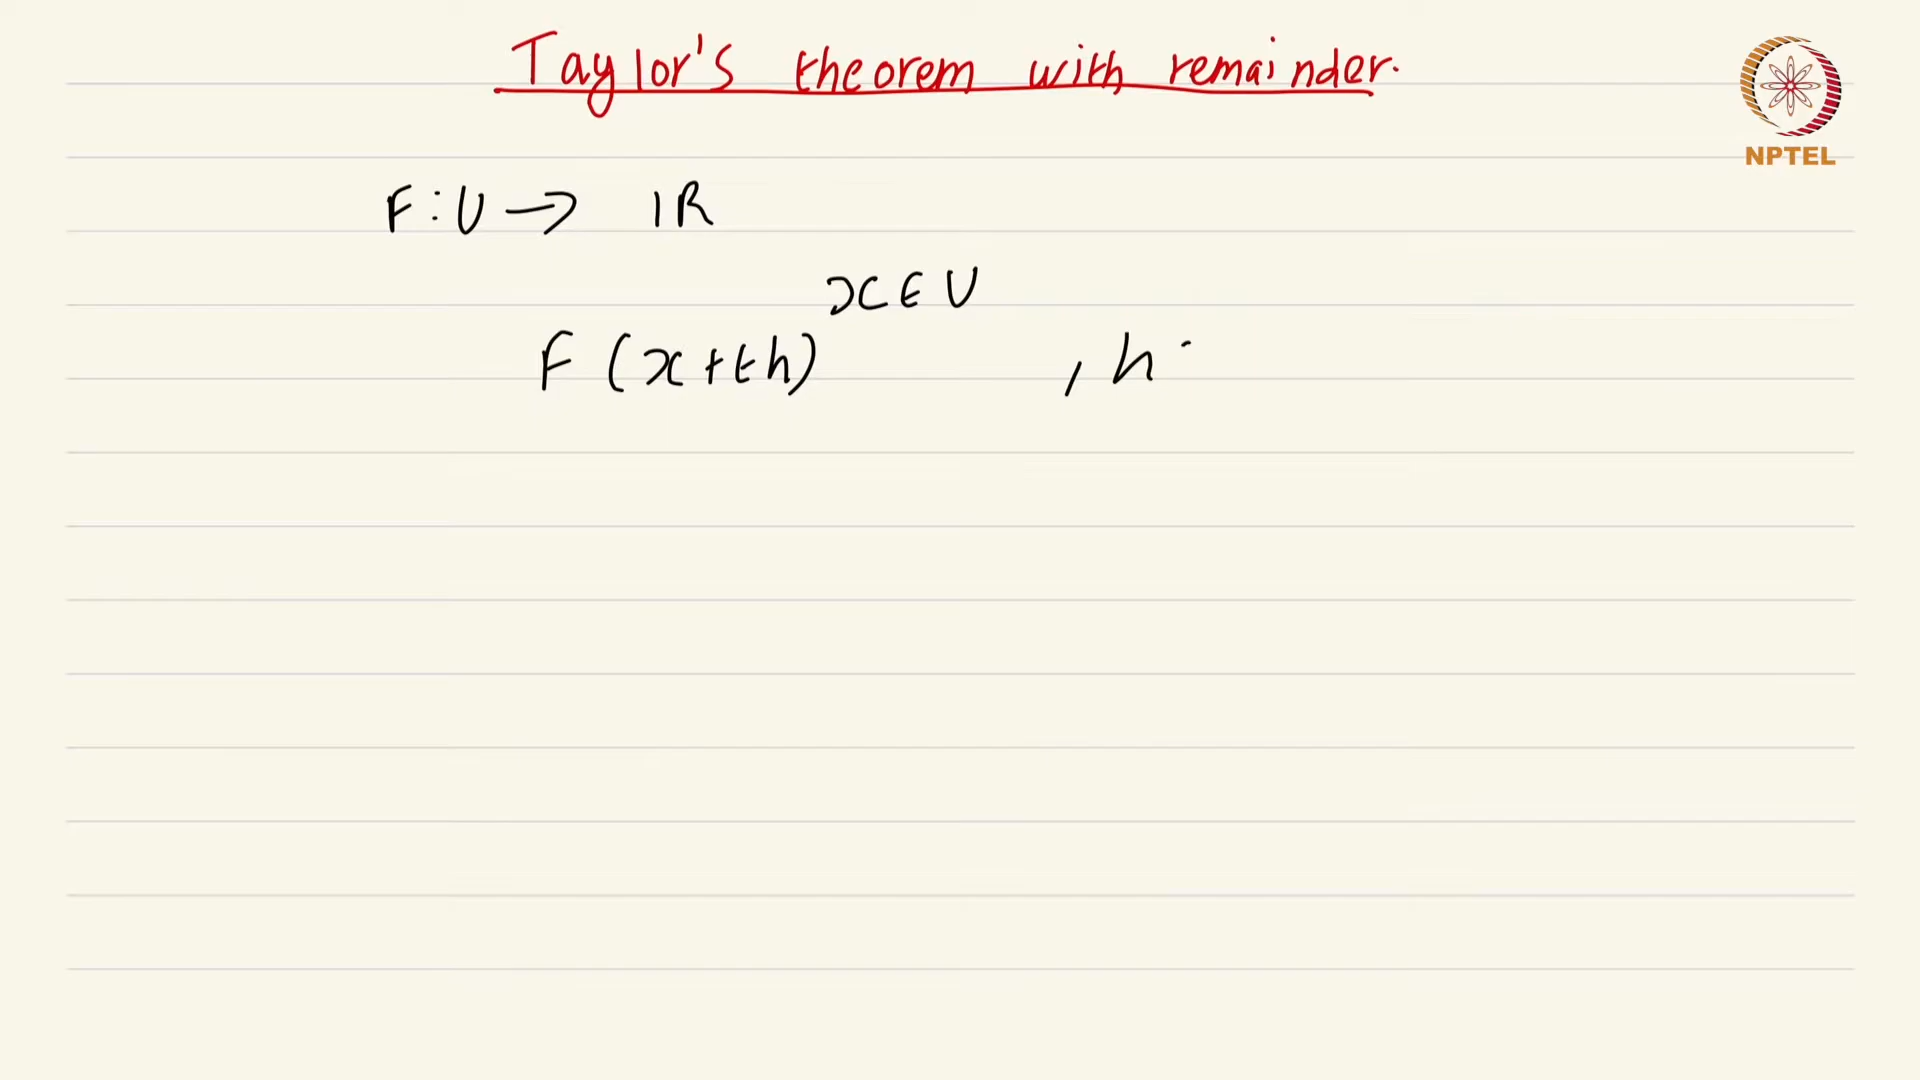 Taylor's theorem with remainder.
NPTEL
F : U → ℝ
x ∈ U
F (x + th) , h